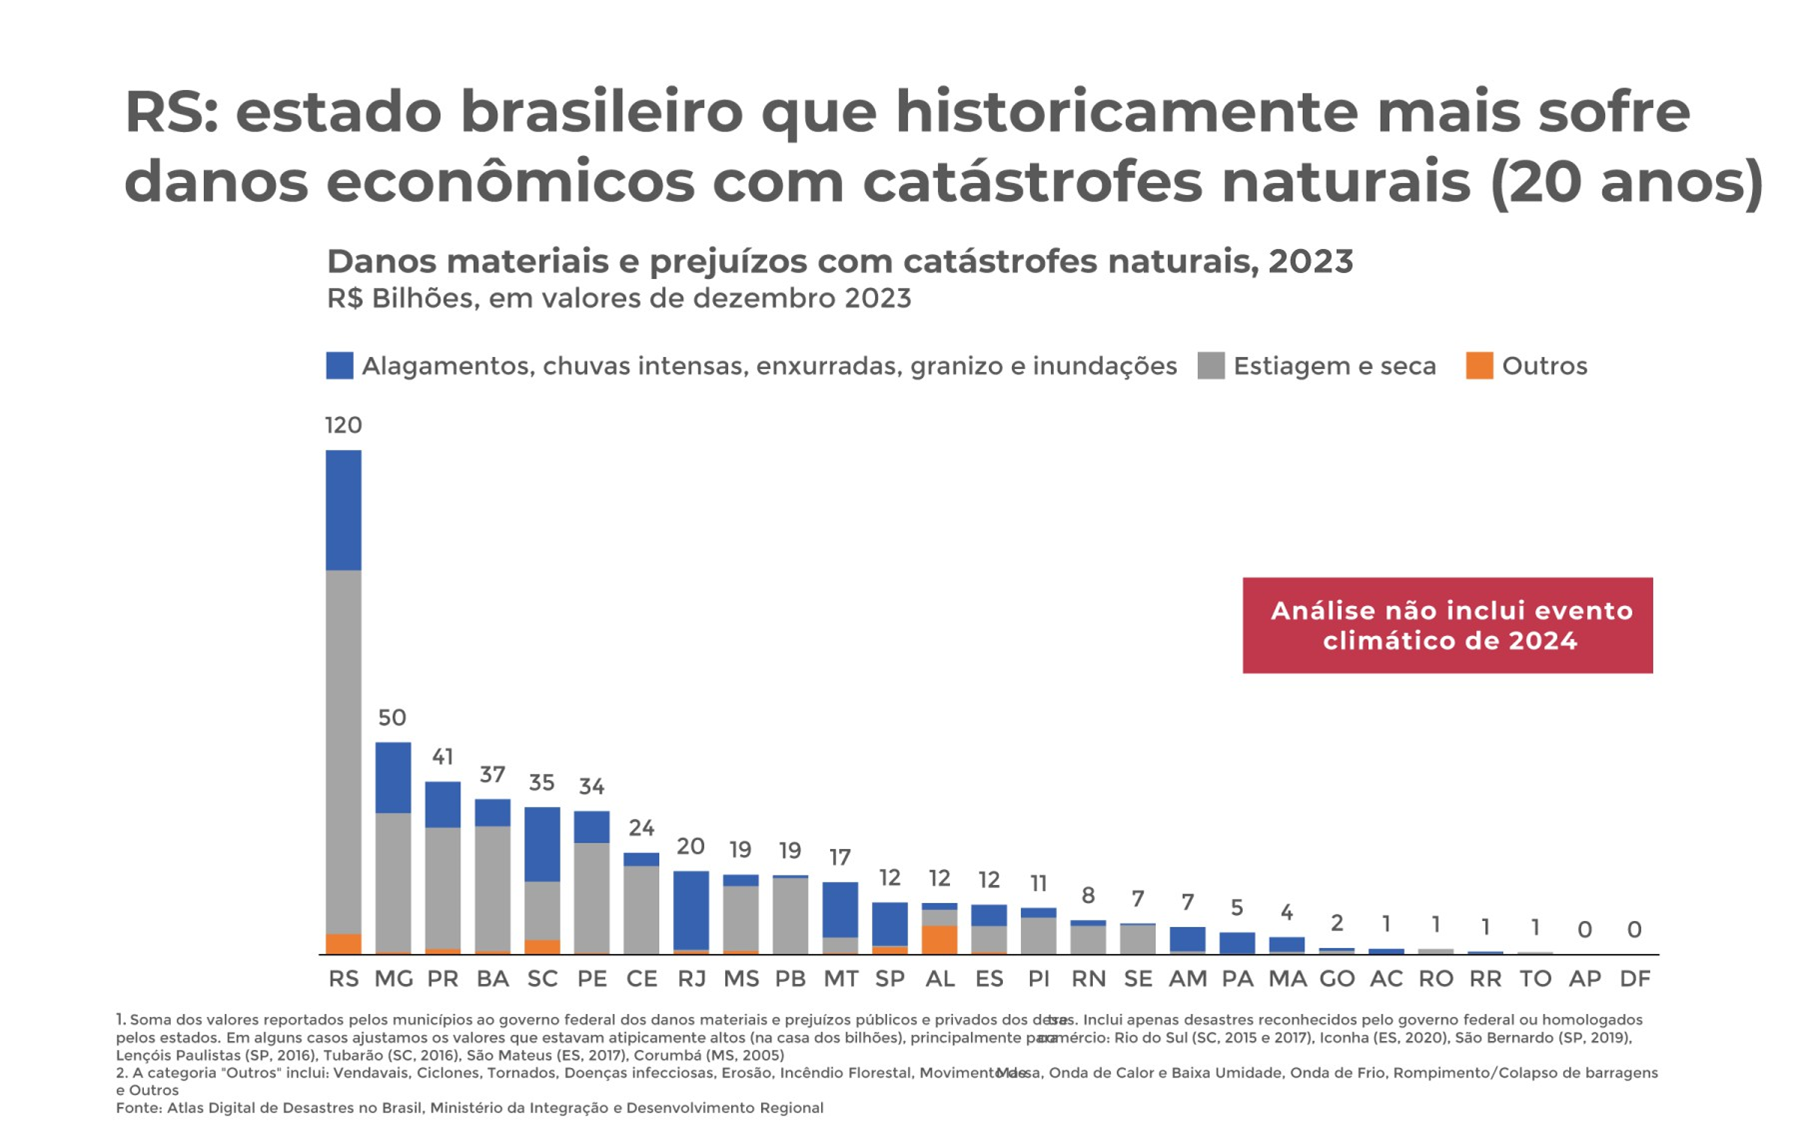 RS: estado brasileiro que historicamente mais sofre
danos econômicos com catástrofes naturais (20 anos)
Danos materiais e prejuízos com catástrofes naturais, 2023
R$ Bilhões, em valores de dezembro 2023
Alagamentos, chuvas intensas, enxurradas, granizo e inundações Estiagem e seca Outros
120
50
41
37
35
34
24
20
19
19
17
12
12
12
11
8
7
7
5
4
2
1
1
1
1
0
0
Análise não inclui evento
climático de 2024
RS MG PR BA SC PE CE RJ MS PB MT SP AL ES PI RN SE AM PA MA GO AC RO RR TO AP DF
1. Soma dos valores reportados pelos municípios ao governo federal dos danos materiais e prejuízos públicos e privados dos desastres. Inclui apenas desastres reconhecidos pelo governo federal ou homologados
pelos estados. Em alguns casos ajustamos os valores que estavam atipicamente altos (na casa dos bilhões), principalmente para comércio: Rio do Sul (SC, 2015 e 2017), Iconha (ES, 2020), São Bernardo (SP, 2019),
Lençóis Paulistas (SP, 2016), Tubarão (SC, 2016), São Mateus (ES, 2017), Corumbá (MS, 2005)
2. A categoria "Outros" inclui: Vendavais, Ciclones, Tornados, Doenças infecciosas, Erosão, Incêndio Florestal, Movimento de Massa, Onda de Calor e Baixa Umidade, Onda de Frio, Rompimento/Colapso de barragens
e Outros
Fonte: Atlas Digital de Desastres no Brasil, Ministério da Integração e Desenvolvimento Regional